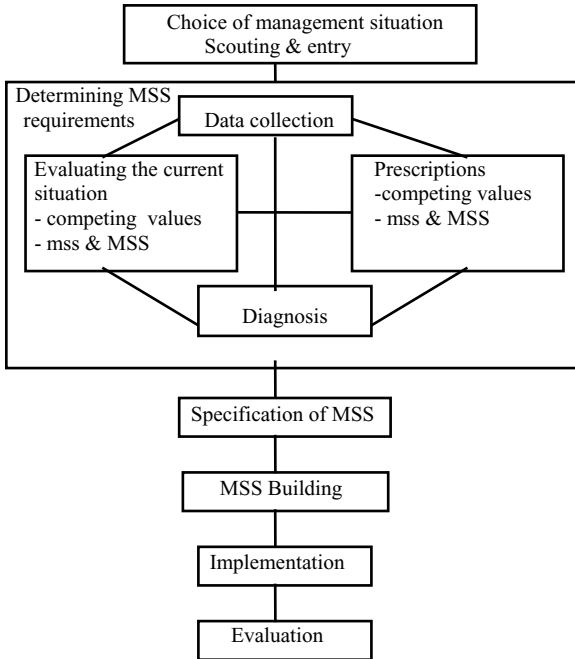 Choice of management situation
Scouting & entry
Determining MSS
requirements
Data collection
Evaluating the current
situation
- competing values
- mss & MSS
Prescriptions
-competing values
- mss & MSS
Diagnosis
Specification of MSS
MSS Building
Implementation
Evaluation